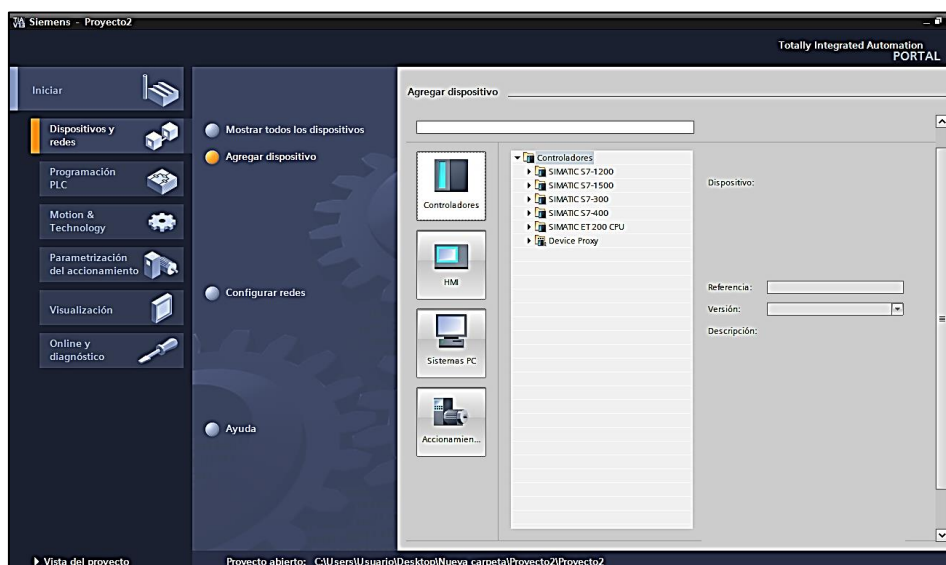 Siemens - Proyecto2
Totally Integrated Automation
PORTAL
Iniciar
Dispositivos y
redes
Programación
PLC
Motion &
Technology
Parametrización
del accionamiento
Visualización
Online y
diagnóstico
Mostrar todos los dispositivos
Agregar dispositivo
Configurar redes
Ayuda
Agregar dispositivo
Controladores
HMI
Sistemas PC
Accionamien...
Controladores
SIMATIC S7-1200
SIMATIC S7-1500
SIMATIC S7-300
SIMATIC S7-400
SIMATIC ET 200 CPU
Device Proxy
Dispositivo:
Referencia:
Versión:
Descripción:
Vista del proyecto
Proyecto abierto: C:\Users\Usuario\Desktop\Nueva carpeta\Proyecto2\Proyecto2